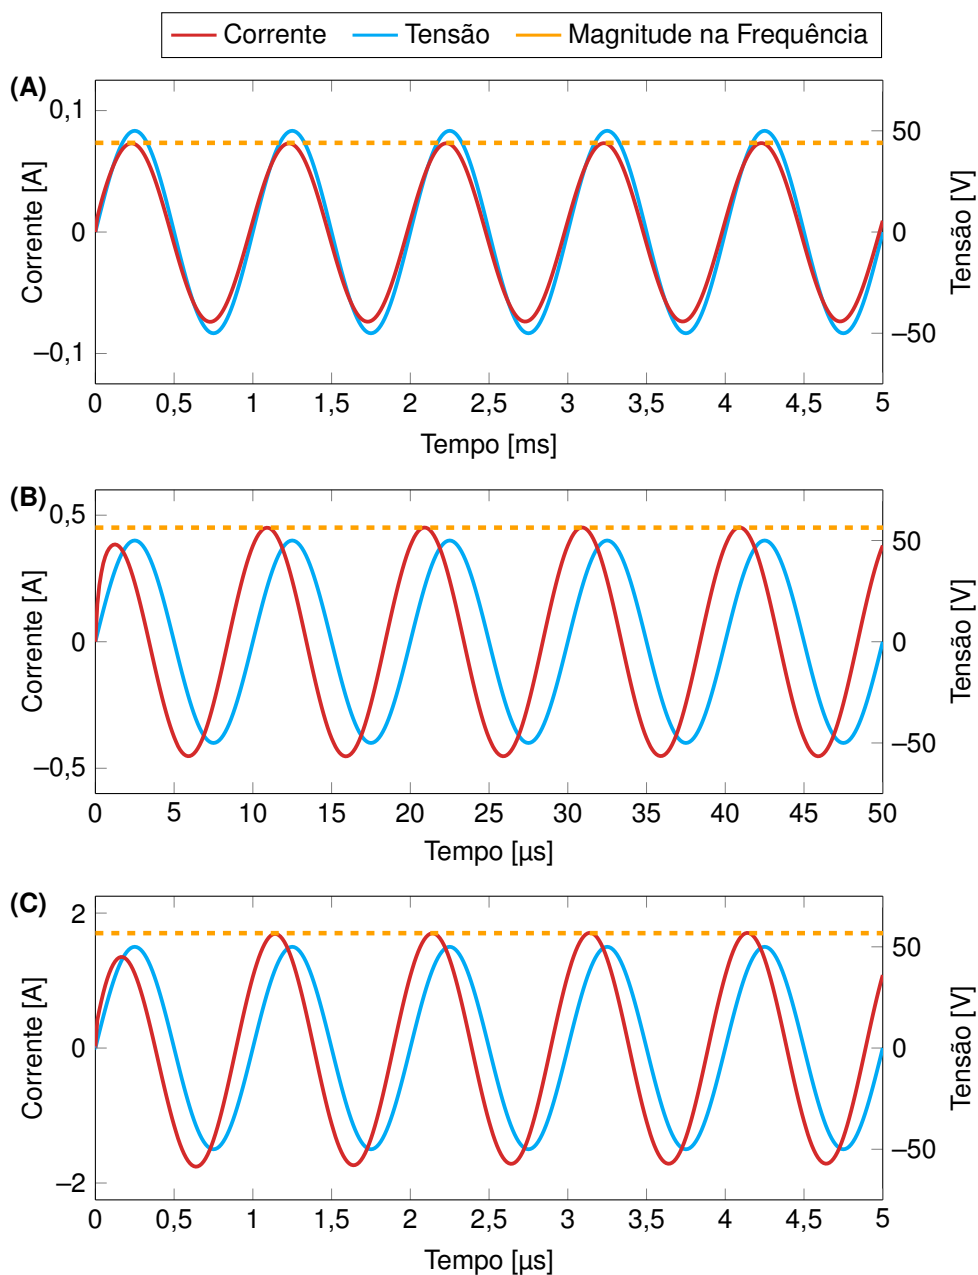 Corrente Tensão Magnitude na Frequência
(A)
0,1
0
–0,1
Corrente [A]
50
0
–50
Tensão [V]
0 0,5 1 1,5 2 2,5 3 3,5 4 4,5 5
Tempo [ms]
(B)
0,5
0
–0,5
Corrente [A]
50
0
–50
Tensão [V]
0 5 10 15 20 25 30 35 40 45 50
Tempo [µs]
(C)
2
0
–2
Corrente [A]
50
0
–50
Tensão [V]
0 0,5 1 1,5 2 2,5 3 3,5 4 4,5 5
Tempo [µs]